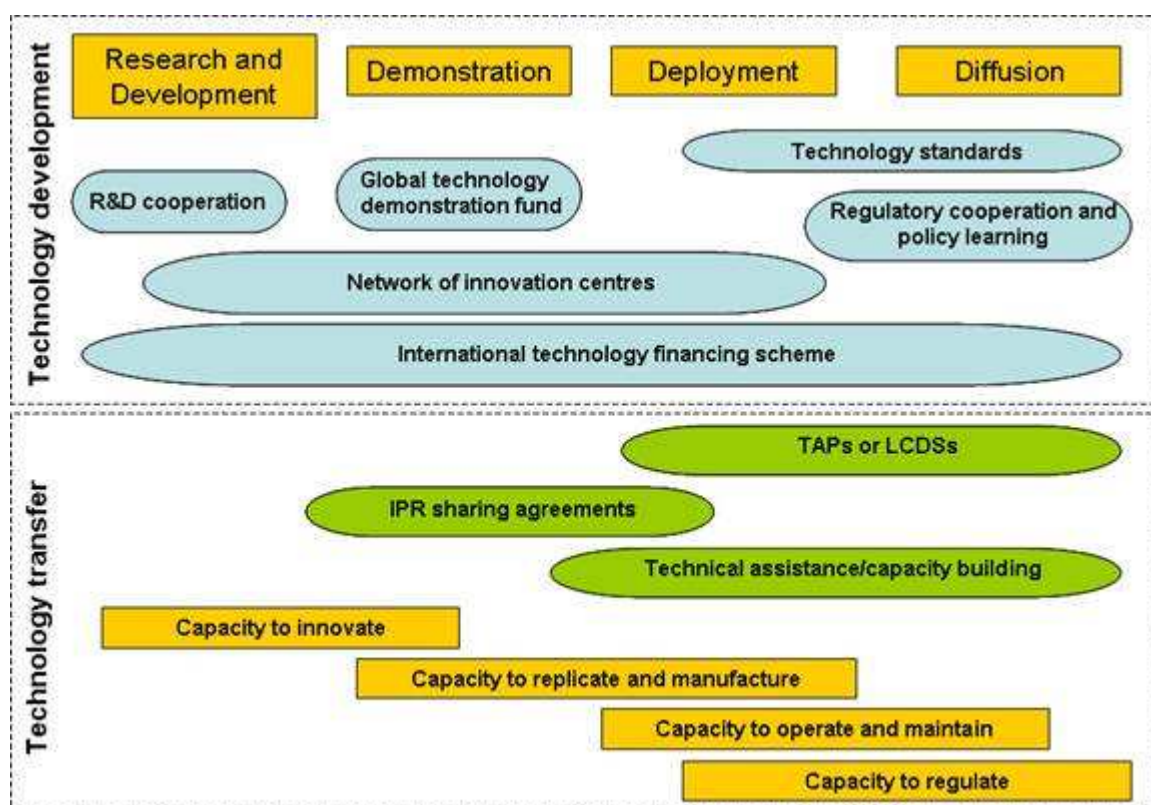 Technology development
Research and
Development
Demonstration
Deployment
Diffusion
Technology standards
R&D cooperation
Global technology
demonstration fund
Regulatory cooperation and
policy learning
Network of innovation centres
International technology financing scheme
Technology transfer
TAPs or LCDSs
IPR sharing agreements
Technical assistance/capacity building
Capacity to innovate
Capacity to replicate and manufacture
Capacity to operate and maintain
Capacity to regulate